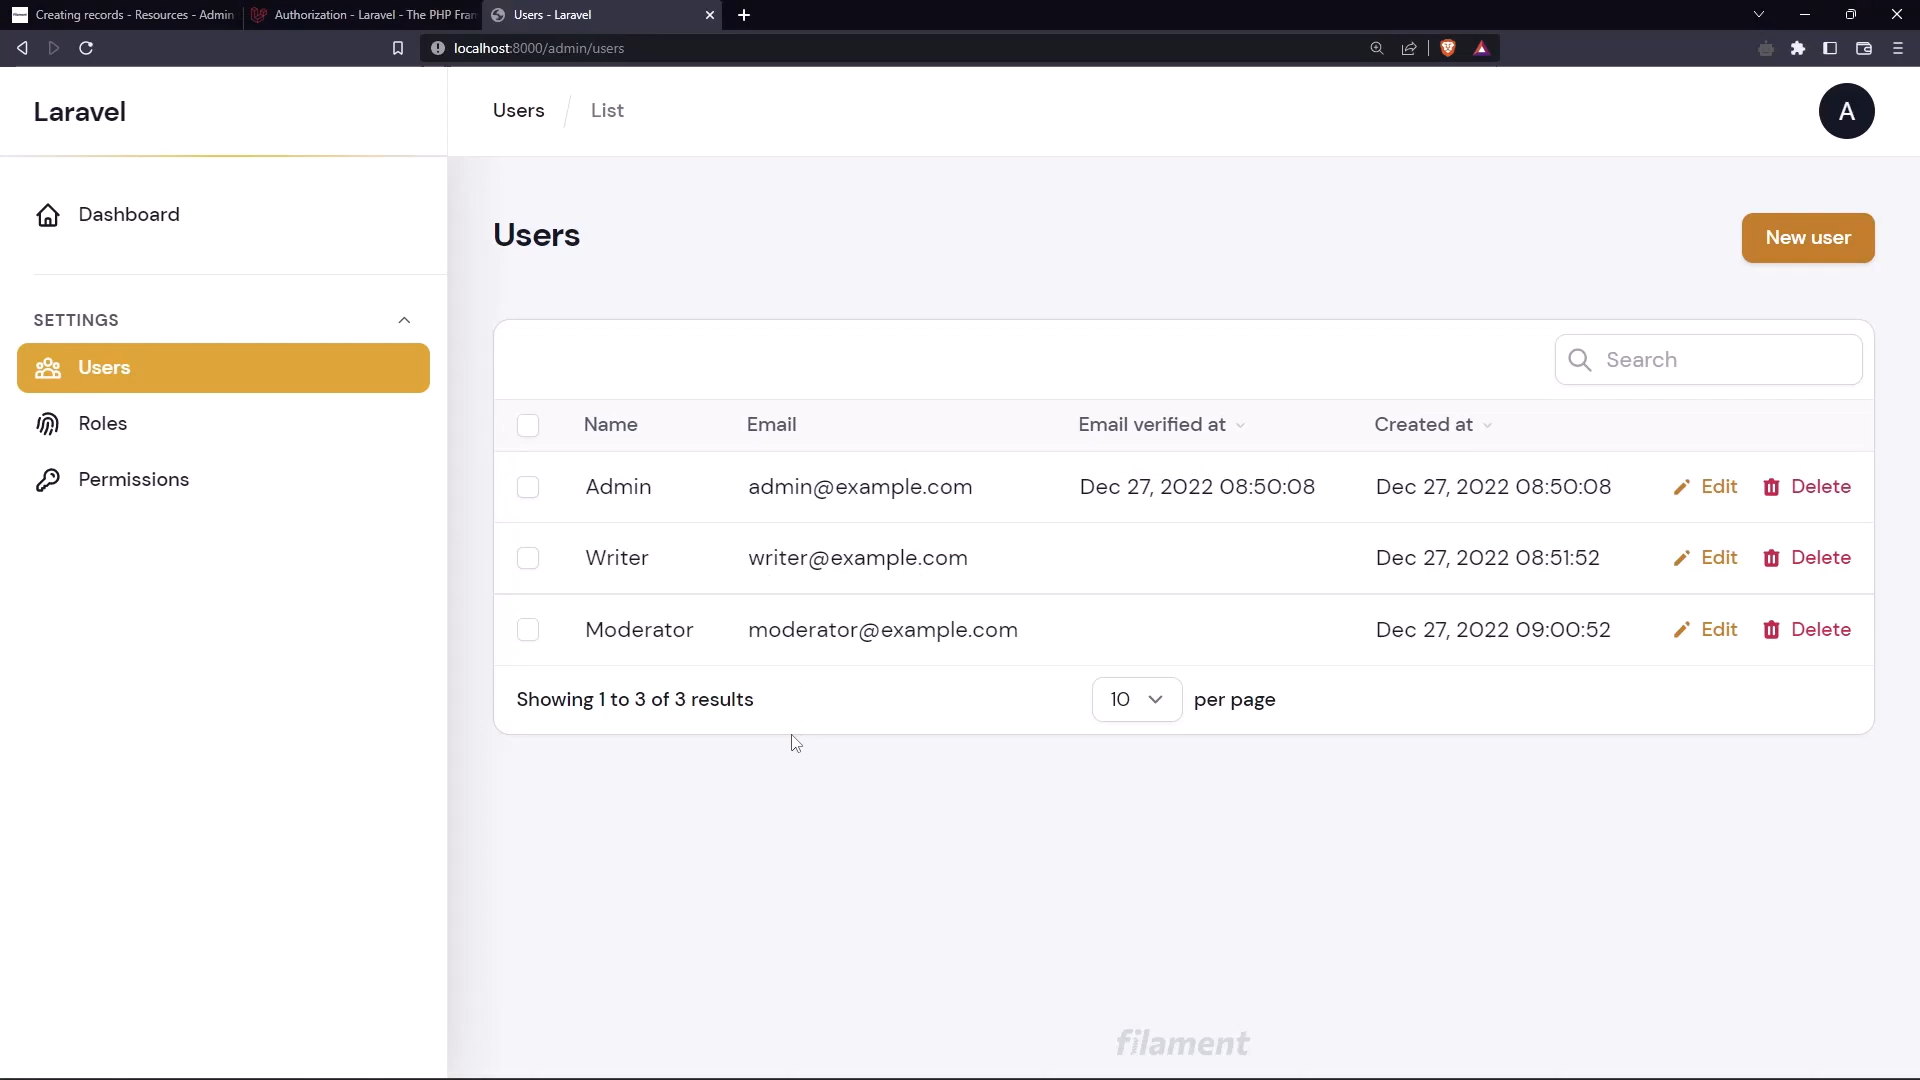 Creating records - Resources - Admin
Authorization - Laravel - The PHP Fram
Users - Laravel
localhost:8000/admin/users
Laravel
Users
List
A
Dashboard
Users
New user
SETTINGS
Search
Users
Name
Email
Email verified at
Created at
Roles
Permissions
Admin
admin@example.com
Dec 27, 2022 08:50:08
Dec 27, 2022 08:50:08
Edit
Delete
Writer
writer@example.com
Dec 27, 2022 08:51:52
Edit
Delete
Moderator
moderator@example.com
Dec 27, 2022 09:00:52
Edit
Delete
Showing 1 to 3 of 3 results
10
per page
filament